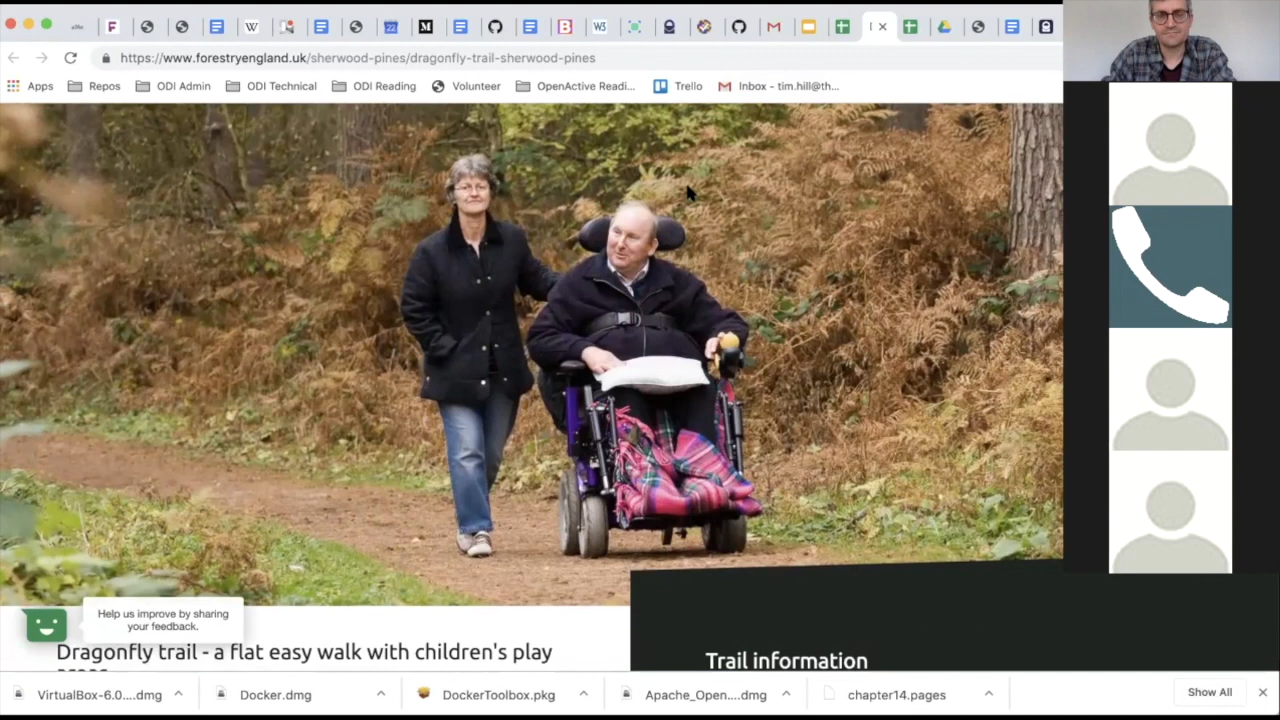 https://www.forestryengland.uk/sherwood-pines/dragonfly-trail-sherwood-pines
Apps Repos ODI Admin ODI Technical ODI Reading Volunteer OpenActive Readi... Trello Inbox - tim.hill@th...
Help us improve by sharing
your feedback.
Dragonfly trail - a flat easy walk with children's play
Trail information
VirtualBox-6.0....dmg Docker.dmg DockerToolbox.pkg Apache_Open....dmg chapter14.pages Show All